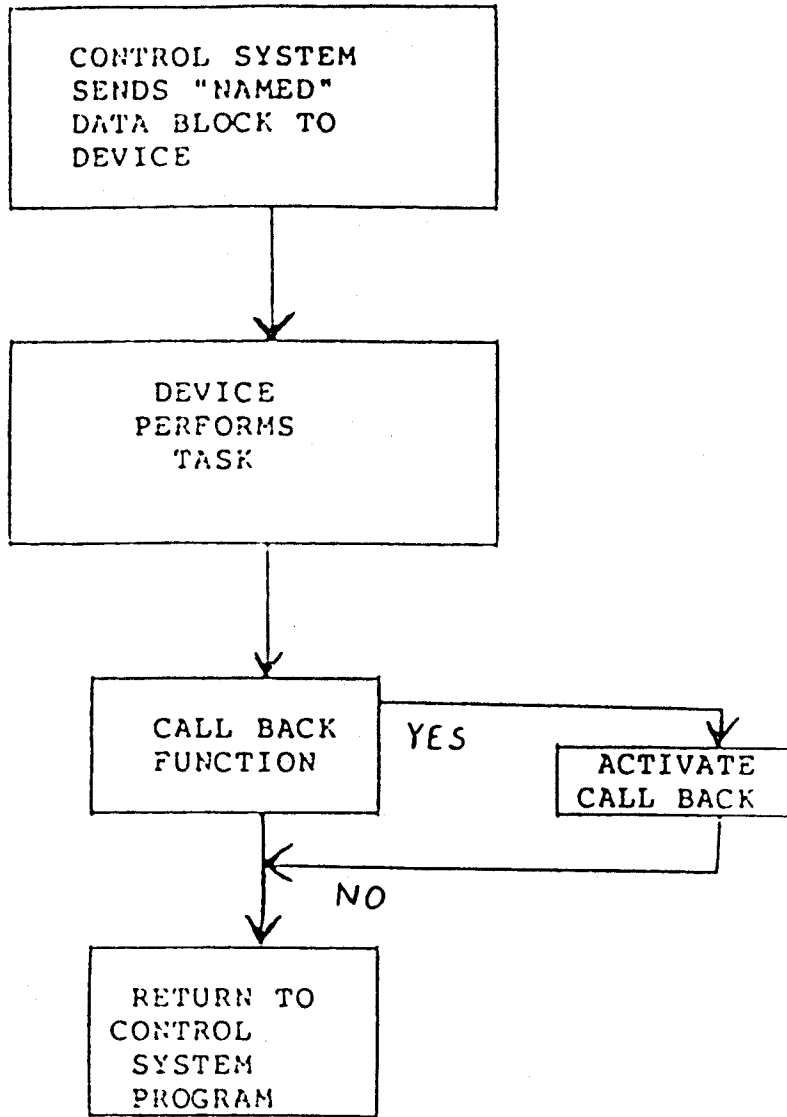 CONTROL SYSTEM
SENDS "NAMED"
DATA BLOCK TO
DEVICE
DEVICE
PERFORMS
TASK
CALL BACK
FUNCTION
YES
ACTIVATE
CALL BACK
NO
RETURN TO
CONTROL
SYSTEM
PROGRAM